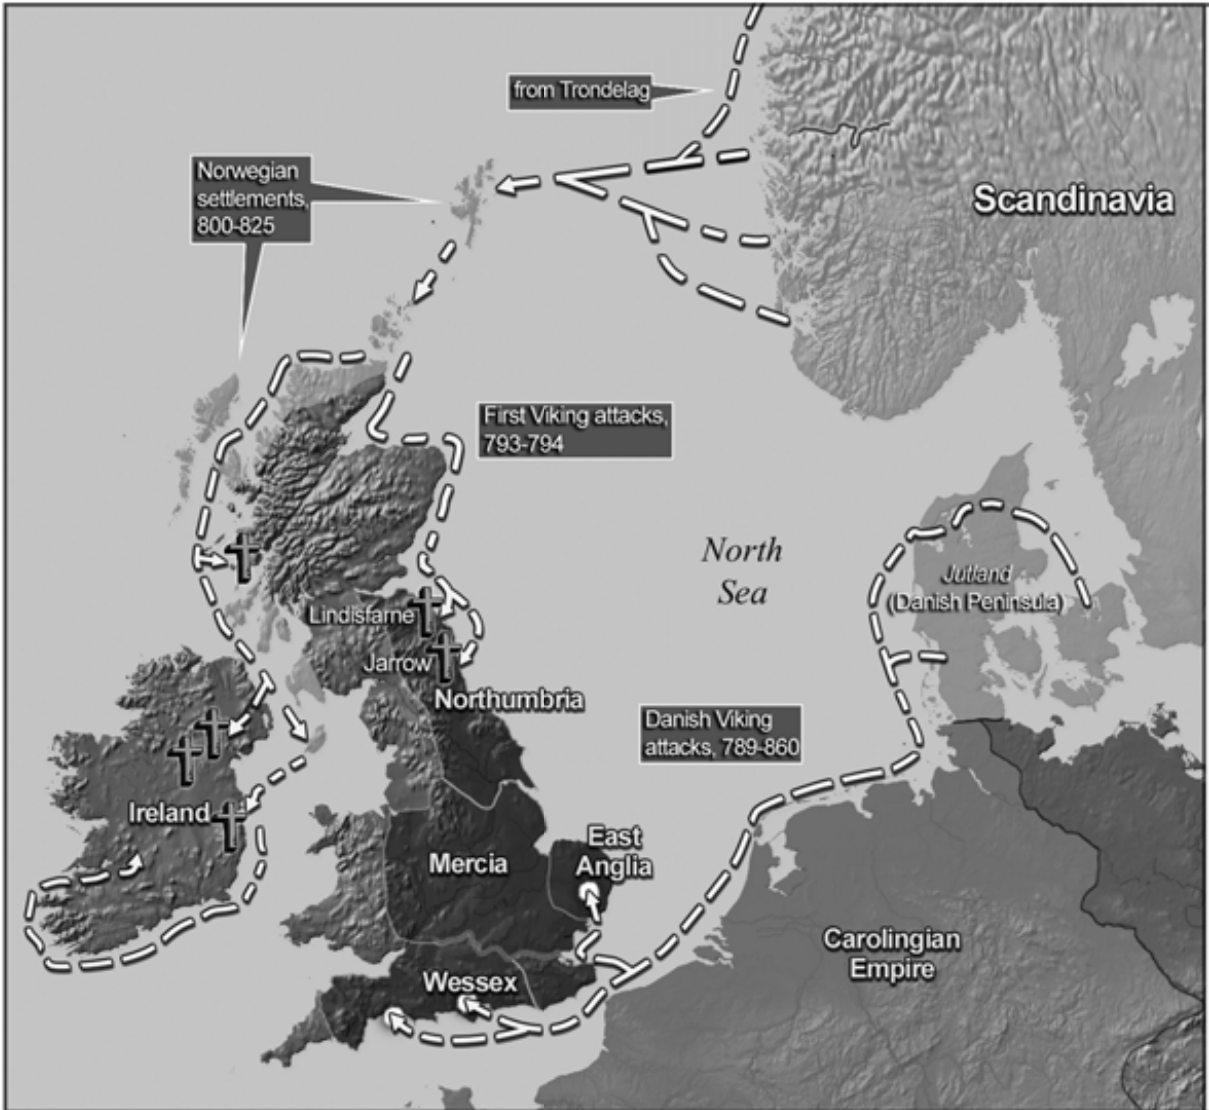 from Trondelag
Norwegian
settlements,
800-825
Scandinavia
First Viking attacks,
793-794
North
Sea
Jutland
(Danish Peninsula)
Lindisfarne
Jarrow
Northumbria
Danish Viking
attacks, 789-860
Ireland
East
Anglia
Mercia
Carolingian
Empire
Wessex